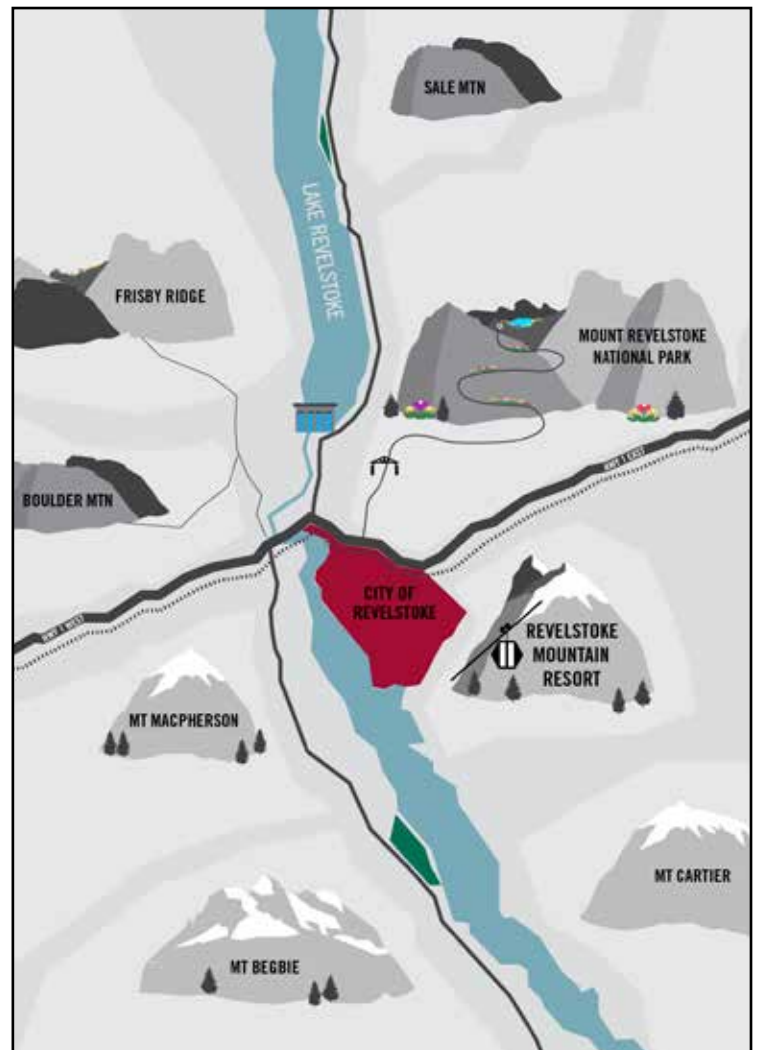 SALE MTN
LAKE REVELSTOKE
FRISBY RIDGE
MOUNT REVELSTOKE
NATIONAL PARK
BOULDER MTN
HWY 1 EAST
CITY OF
REVELSTOKE
HWY 1 WEST
REVELSTOKE
MOUNTAIN
RESORT
MT MACPHERSON
MT CARTIER
MT BEGBIE